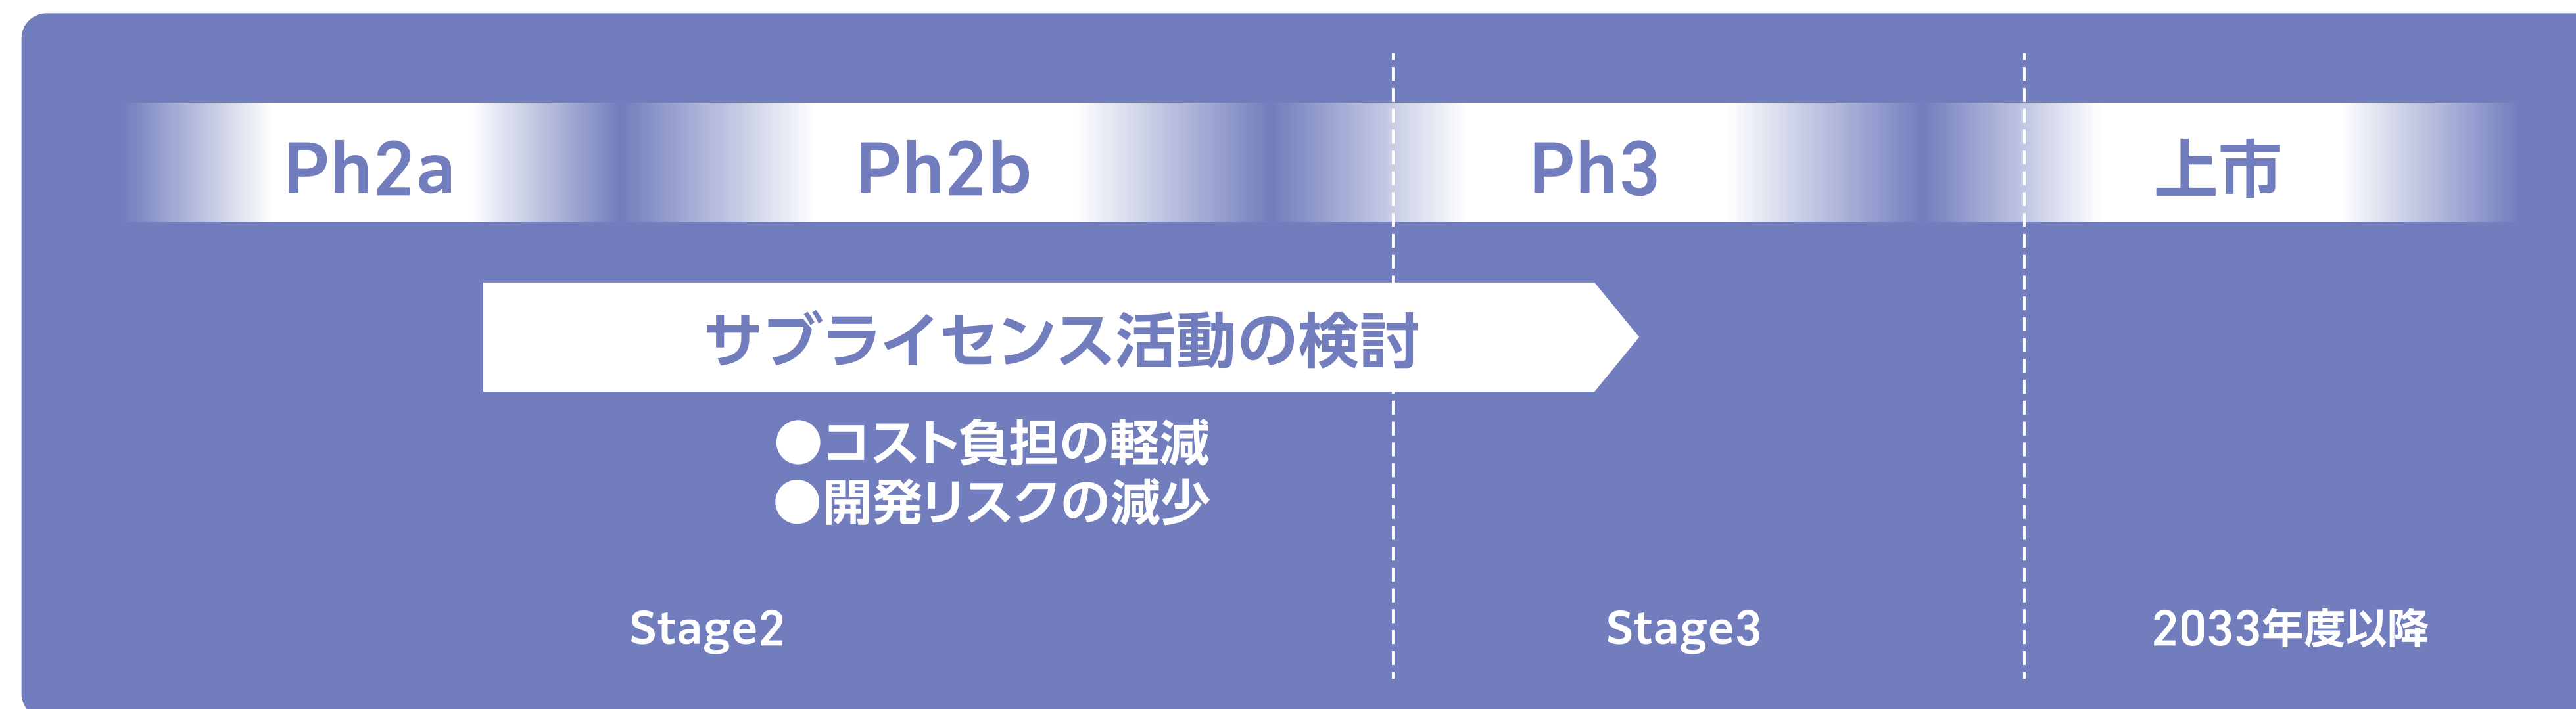 Ph2a
Ph2b
Ph3
上市
サブライセンス活動の検討
●コスト負担の軽減
●開発リスクの減少
Stage2
Stage3
2033年度以降